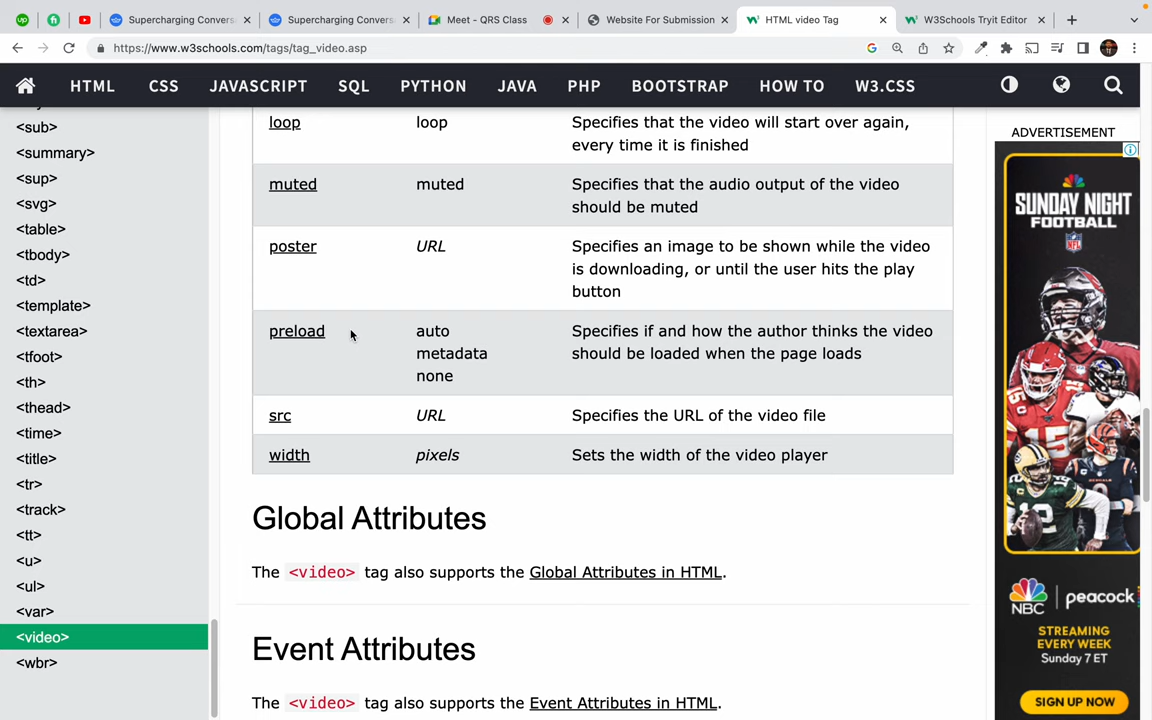 Supercharging Convers
Supercharging Convers
Meet - QRS Class
Website For Submission
HTML video Tag
W3Schools Tryit Editor
https://www.w3schools.com/tags/tag_video.asp
HTML
CSS
JAVASCRIPT
SQL
PYTHON
JAVA
PHP
BOOTSTRAP
HOW TO
W3.CSS
<sub>
<summary>
<sup>
<svg>
<table>
<tbody>
<td>
<template>
<textarea>
<tfoot>
<th>
<thead>
<time>
<title>
<tr>
<track>
<tt>
<u>
<ul>
<var>
<video>
<wbr>
loop
loop
Specifies that the video will start over again,
every time it is finished
muted
muted
Specifies that the audio output of the video
should be muted
poster
URL
Specifies an image to be shown while the video
is downloading, or until the user hits the play
button
preload
auto
metadata
none
Specifies if and how the author thinks the video
should be loaded when the page loads
src
URL
Specifies the URL of the video file
width
pixels
Sets the width of the video player
Global Attributes
The <video> tag also supports the Global Attributes in HTML.
Event Attributes
The <video> tag also supports the Event Attributes in HTML.
ADVERTISEMENT
SUNDAY NIGHT
FOOTBALL
NFL
NBC
peacock
STREAMING
EVERY WEEK
Sunday 7 ET
SIGN UP NOW